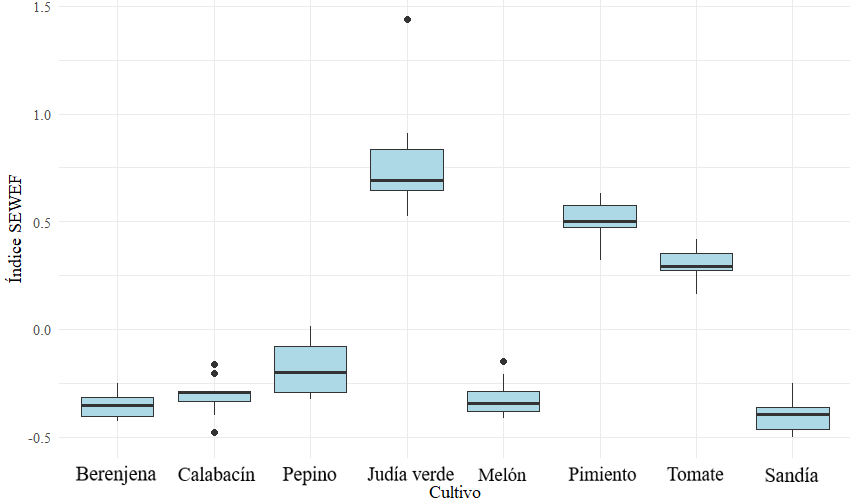 1.5
1.0
0.5
0.0
-0.5
Índice SEWEF
Berenjena Calabacín Pepino Judía verde Melón Pimiento Tomate Sandía
Cultivo